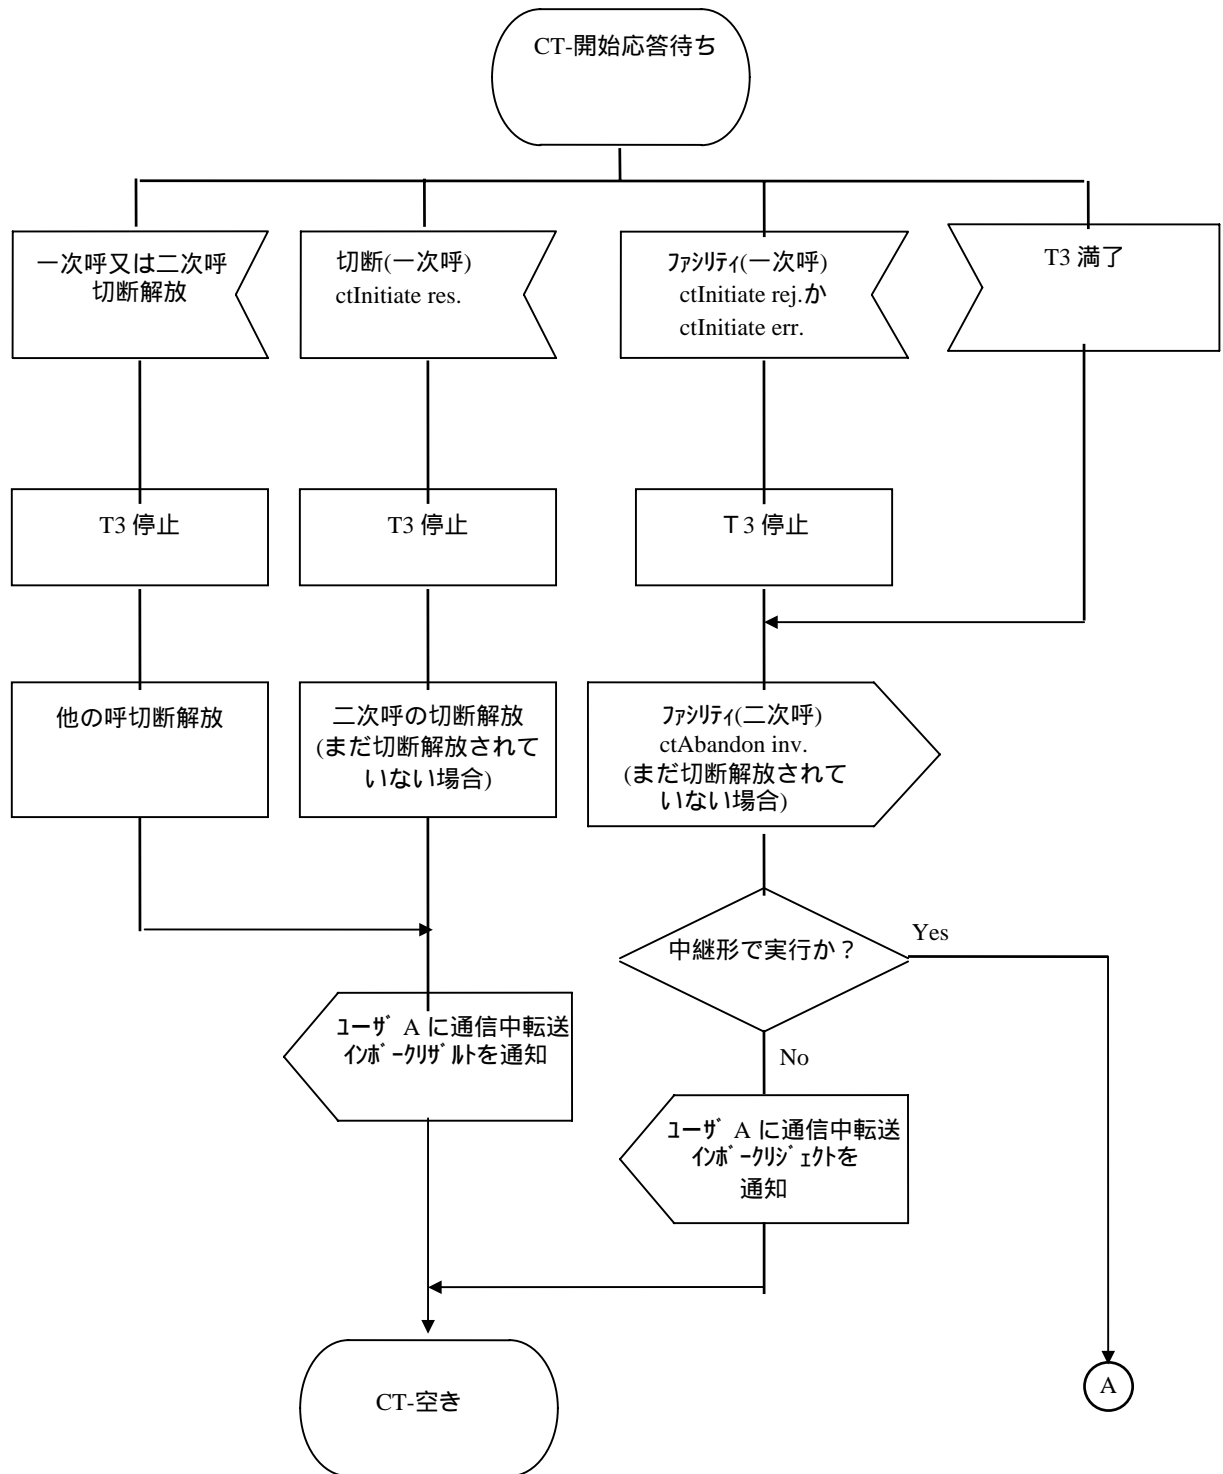 CT-開始応答待ち
一次呼又は二次呼
切断解放
切断(一次呼)
ctInitiate res.
ﾌｧｼﾘﾃｨ(一次呼)
ctInitiate rej.か
ctInitiate err.
T3 満了
T3 停止
T3 停止
Ｔ3 停止
他の呼切断解放
二次呼の切断解放
(まだ切断解放されて
いない場合)
ﾌｧｼﾘﾃｨ(二次呼)
ctAbandon inv.
(まだ切断解放されて
いない場合)
中継形で実行か？
Yes
No
ﾕｰｻﾞ A に通信中転送
ｲﾝﾎﾞｰｸﾘｻﾞﾙﾄを通知
ﾕｰｻﾞ A に通信中転送
ｲﾝﾎﾞｰｸﾘｼﾞｪｸﾄを
通知
CT-空き
A